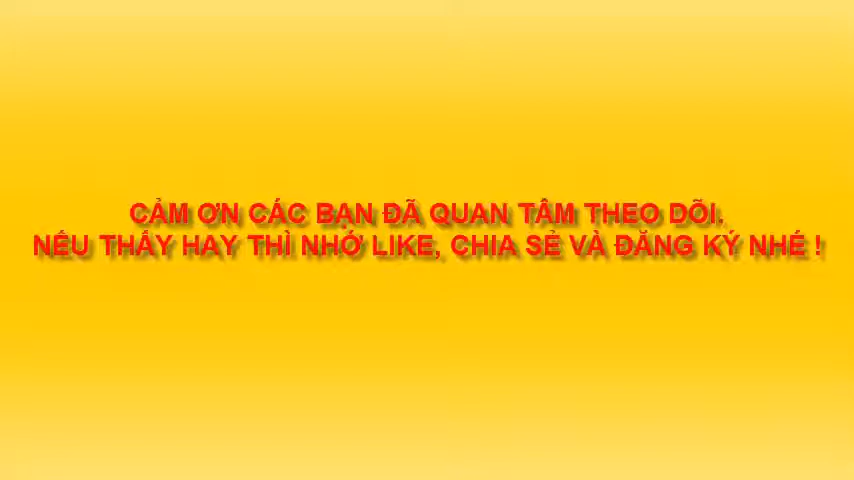 CẢM ƠN CÁC BẠN ĐÃ QUAN TÂM THEO DÕI.
NẾU THẤY HAY THÌ NHỚ LIKE, CHIA SẺ VÀ ĐĂNG KÝ NHÉ !